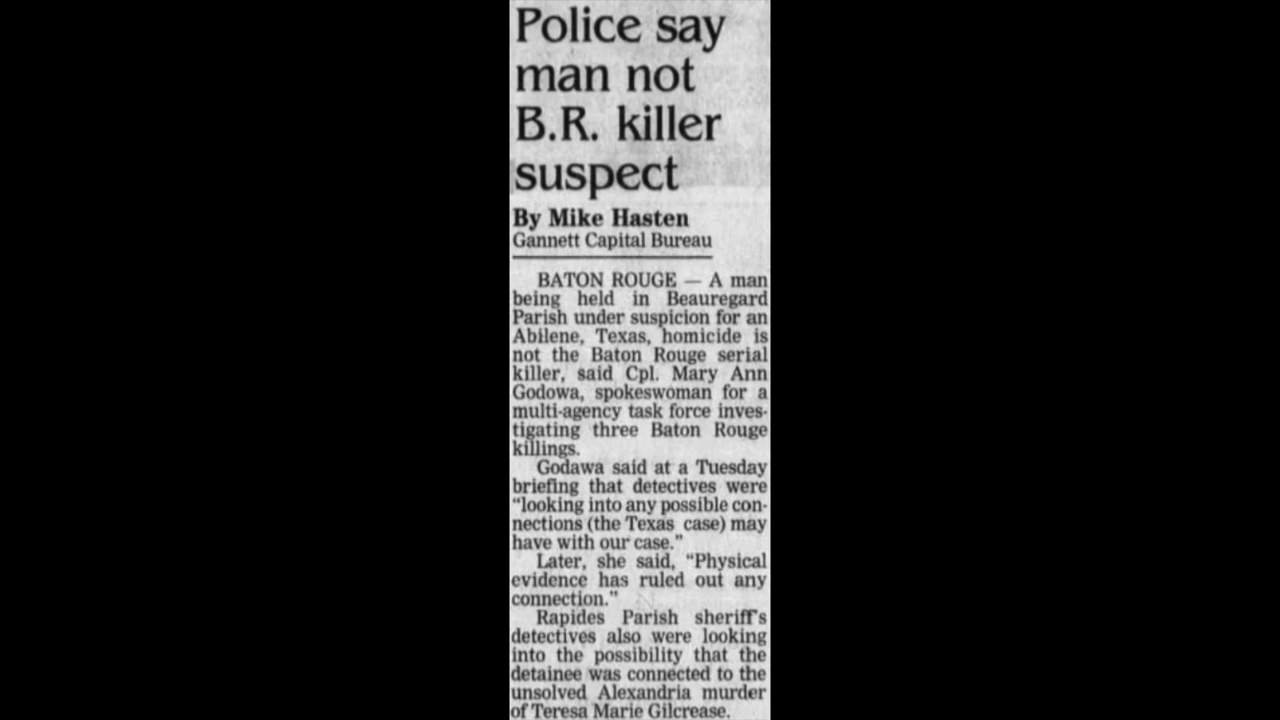 Police say
man not
B.R. killer
suspect
By Mike Hasten
Gannett Capital Bureau
BATON ROUGE — A man
being held in Beauregard
Parish under suspicion for an
Abilene, Texas, homicide is
not the Baton Rouge serial
killer, said Cpl. Mary Ann
Godowa, spokeswoman for a
multi-agency task force inves-
tigating three Baton Rouge
killings.
Godawa said at a Tuesday
briefing that detectives were
“looking into any possible con-
nections (the Texas case) may
have with our case.”
Later, she said, “Physical
evidence has ruled out any
connection.”
Rapides Parish sheriff's
detectives also were looking
into the possibility that the
detainee was connected to the
unsolved Alexandria murder
of Teresa Marie Gilcrease.